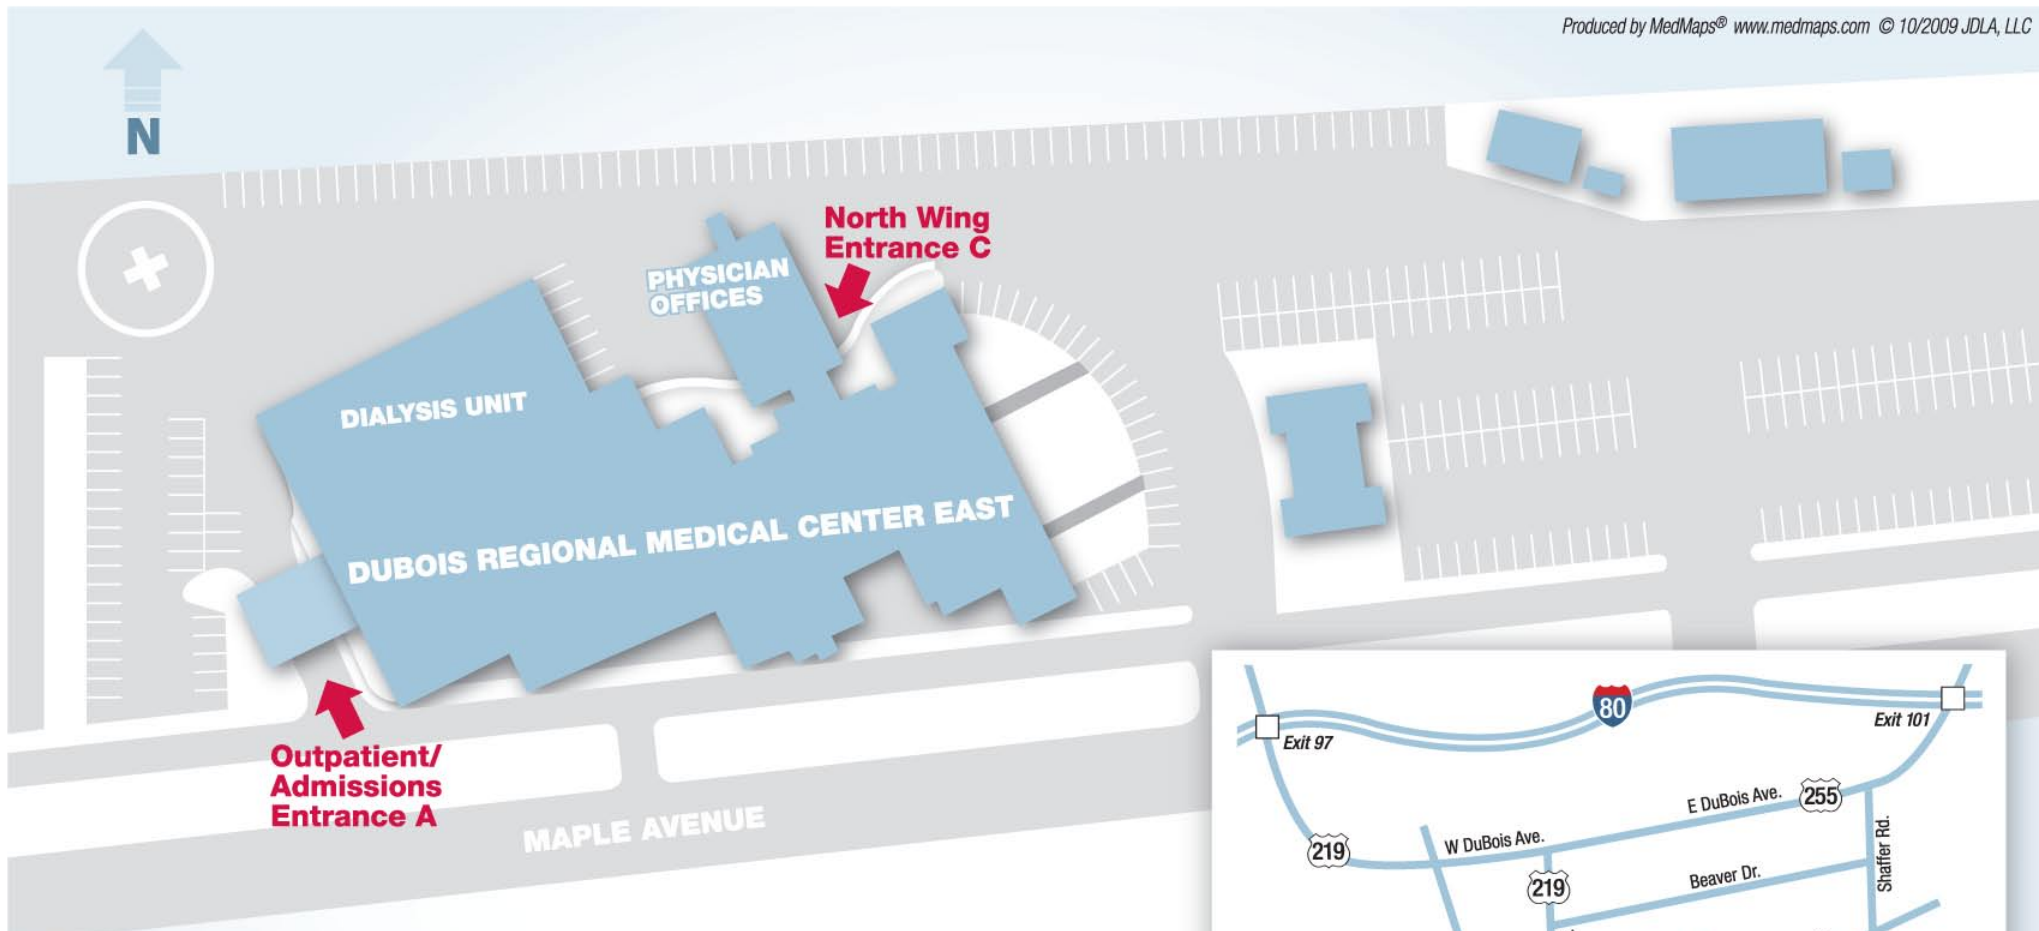 Produced by MedMaps® www.medmaps.com © 10/2009 JDLA, LLC
N
North Wing
Entrance C
PHYSICIAN
OFFICES
DIALYSIS UNIT
DUBOIS REGIONAL MEDICAL CENTER EAST
Outpatient/
Admissions
Entrance A
MAPLE AVENUE
80
Exit 97
Exit 101
E DuBois Ave.
255
W DuBois Ave.
219
Shaffer Rd.
219
Beaver Dr.